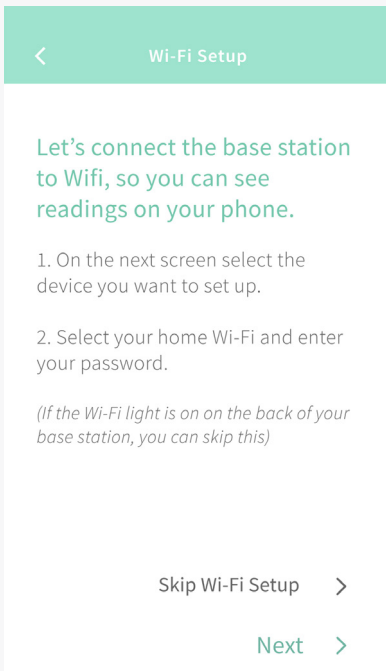 Wi-Fi Setup
Let's connect the base station
to Wifi, so you can see
readings on your phone.
1. On the next screen select the
device you want to set up.
2. Select your home Wi-Fi and enter
your password.
(If the Wi-Fi light is on on the back of your
base station, you can skip this)
Skip Wi-Fi Setup
Next